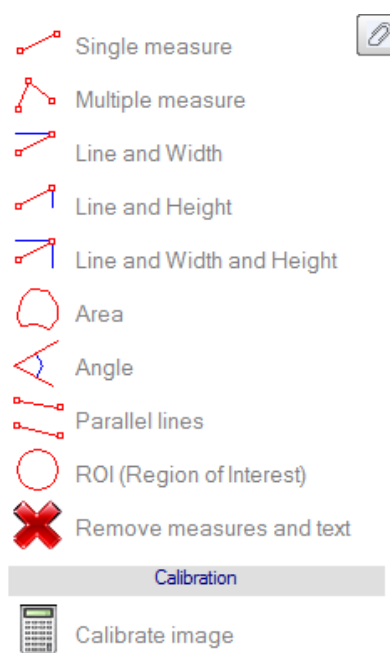 Single measure
Multiple measure
Line and Width
Line and Height
Line and Width and Height
Area
Angle
Parallel lines
ROI (Region of Interest)
Remove measures and text
Calibration
Calibrate image